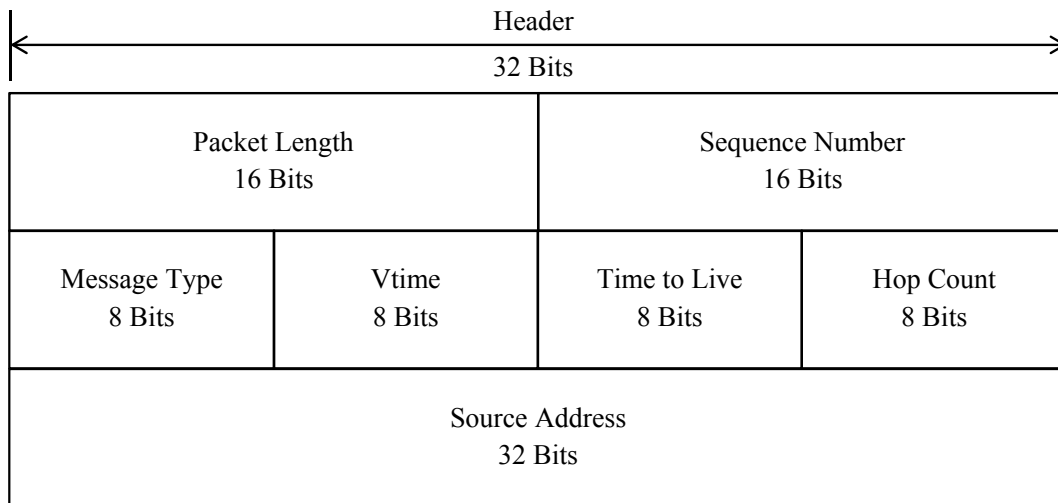 Header
32 Bits
Packet Length
16 Bits
Sequence Number
16 Bits
Message Type
8 Bits
Vtime
8 Bits
Time to Live
8 Bits
Hop Count
8 Bits
Source Address
32 Bits